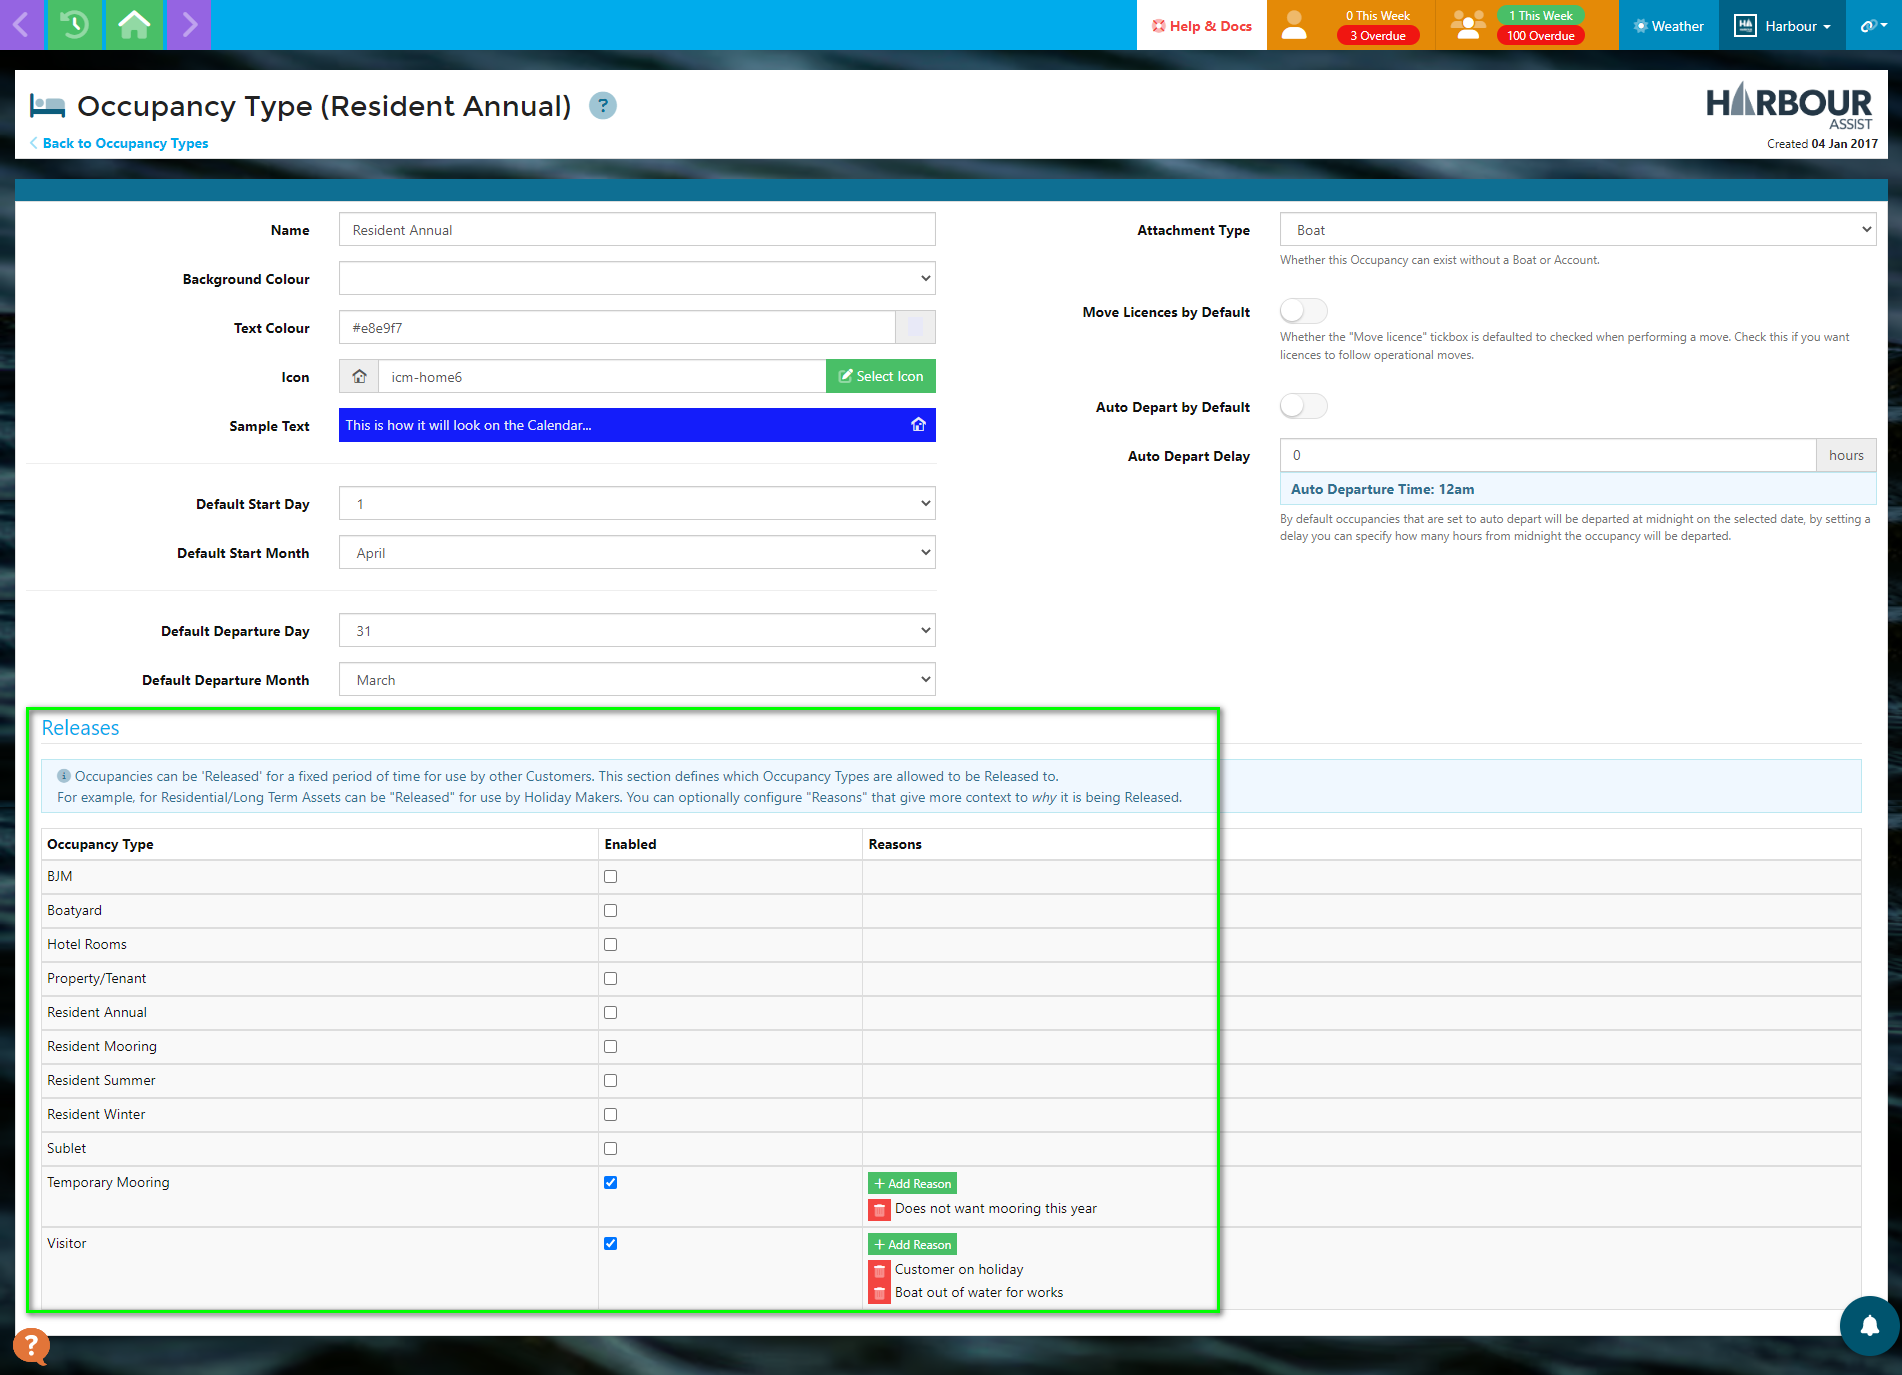 Help & Docs
0 This Week
3 Overdue
1 This Week
100 Overdue
Weather
Harbour
Occupancy Type (Resident Annual) ?
Back to Occupancy Types
HARBOUR
ASSIST
Created 04 Jan 2017
Name
Resident Annual
Background Colour
Text Colour
#e8e9f7
Icon
icm-home6
Select Icon
Sample Text
This is how it will look on the Calendar...
Default Start Day
1
Default Start Month
April
Default Departure Day
31
Default Departure Month
March
Attachment Type
Boat
Whether this Occupancy can exist without a Boat or Account.
Move Licences by Default
Whether the "Move licence" tickbox is defaulted to checked when performing a move. Check this if you want
licences to follow operational moves.
Auto Depart by Default
Auto Depart Delay
0
hours
Auto Departure Time: 12am
By default occupancies that are set to auto depart will be departed at midnight on the selected date, by setting a
delay you can specify how many hours from midnight the occupancy will be departed.
Releases
Occupancies can be 'Released' for a fixed period of time for use by other Customers. This section defines which Occupancy Types are allowed to be Released to.
For example, for Residential/Long Term Assets can be "Released" for use by Holiday Makers. You can optionally configure "Reasons" that give more context to why it is being Released.
Occupancy Type Enabled Reasons
BJM
Boatyard
Hotel Rooms
Property/Tenant
Resident Annual
Resident Mooring
Resident Summer
Resident Winter
Sublet
Temporary Mooring
+ Add Reason
Does not want mooring this year
Visitor
+ Add Reason
Customer on holiday
Boat out of water for works
?